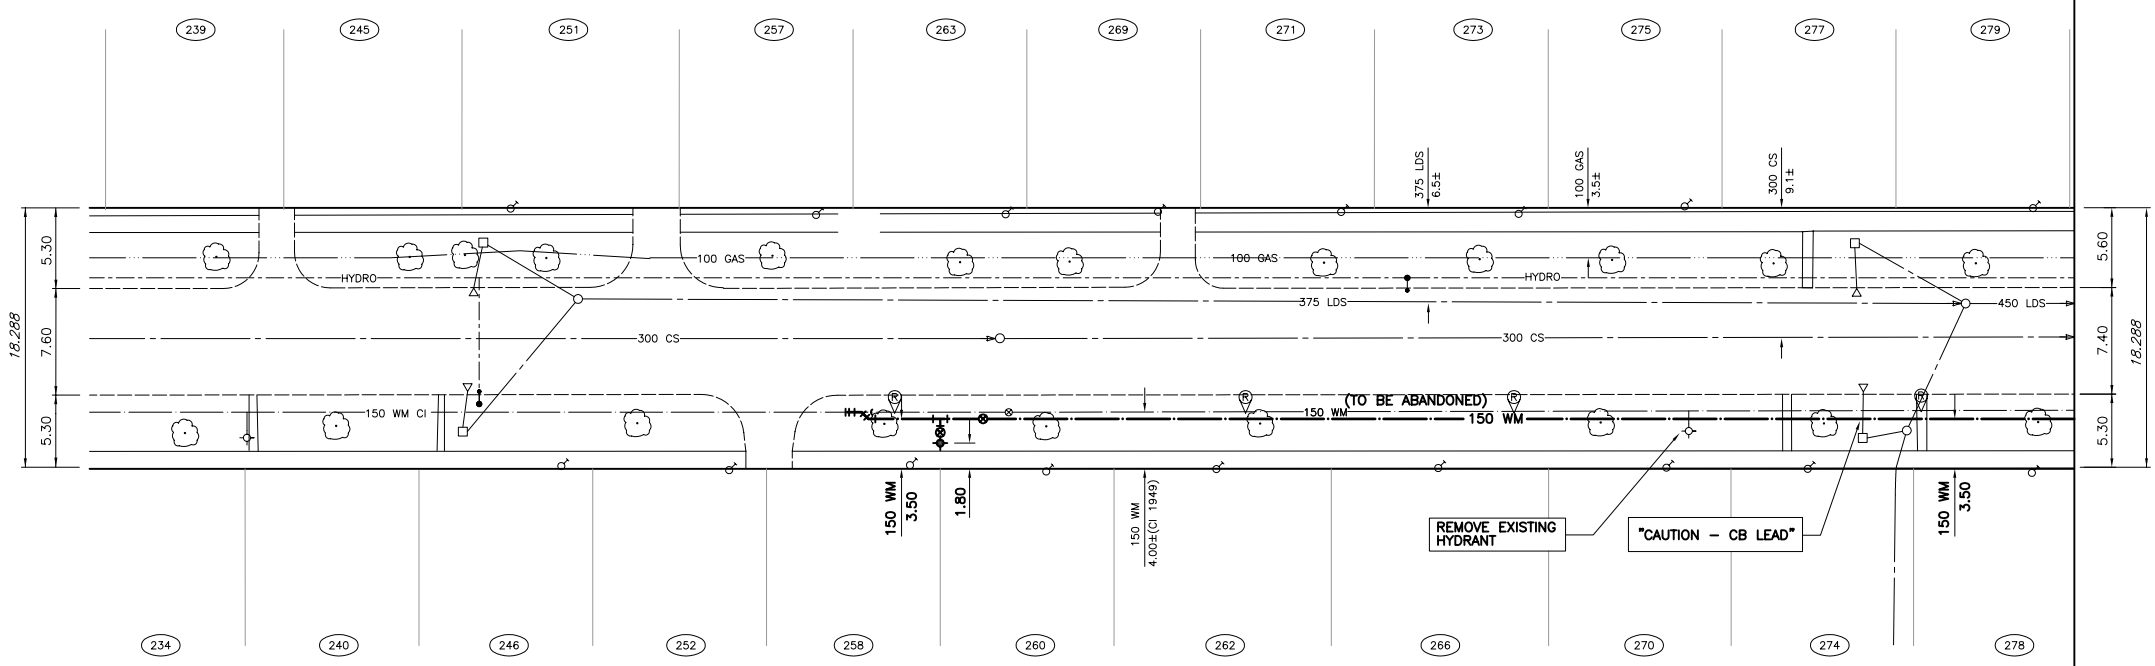 239
245
251
257
263
269
271
273
275
277
279
375 LDS
6.5±
100 GAS
3.5±
300 CS
9.1±
18.288
5.30
7.60
5.30
5.60
7.40
5.30
18.288
100 GAS
100 GAS
HYDRO
HYDRO
375 LDS
450 LDS
300 CS
300 CS
150 WM CI
R
R
R
R
(TO BE ABANDONED)
150 WM
150 WM
150 WM
3.50
1.80
150 WM
4.00±(CI 1949)
REMOVE EXISTING
HYDRANT
"CAUTION – CB LEAD"
150 WM
3.50
234
240
246
252
258
260
262
266
270
274
278